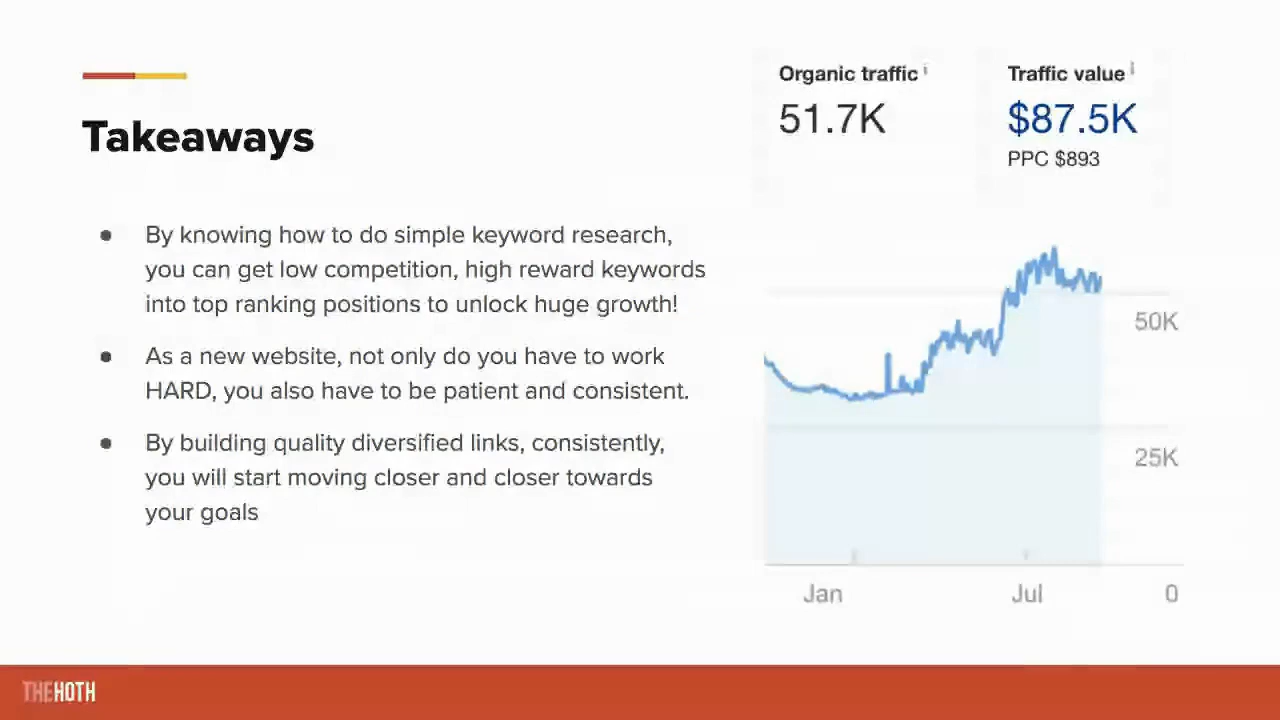 Takeaways
● By knowing how to do simple keyword research,
you can get low competition, high reward keywords
into top ranking positions to unlock huge growth!
● As a new website, not only do you have to work
HARD, you also have to be patient and consistent.
● By building quality diversified links, consistently,
you will start moving closer and closer towards
your goals
Organic traffic i
51.7K
Traffic value i
$87.5K
PPC $893
50K
25K
Jan Jul 0
THEHOTH